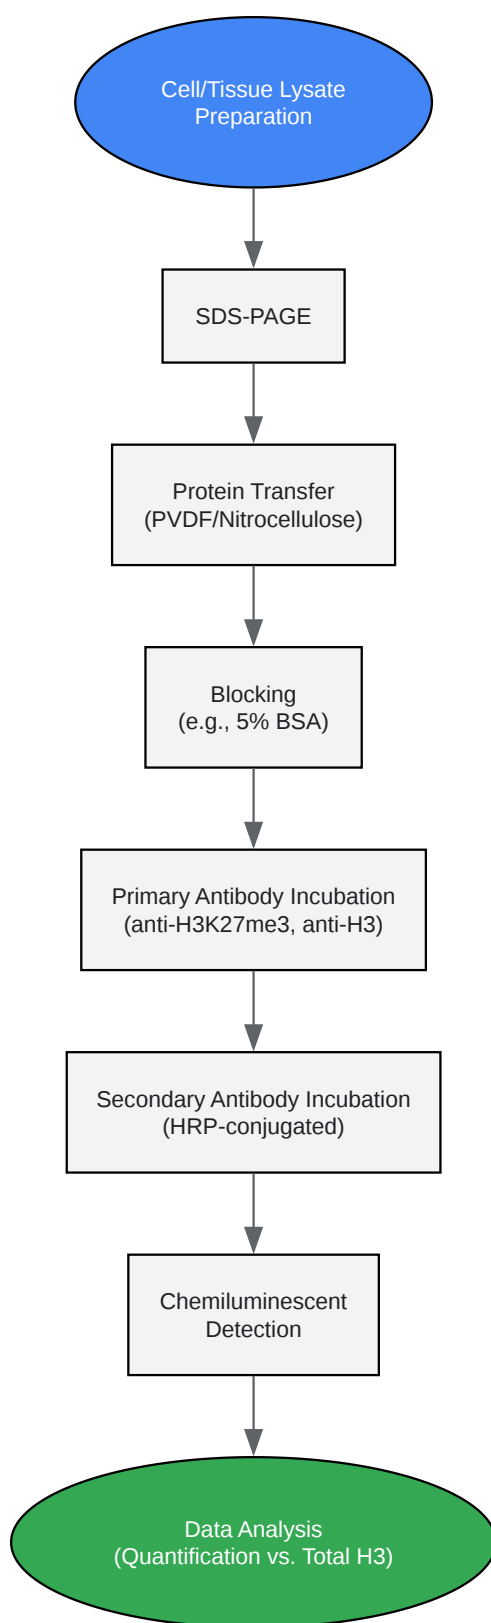 Cell/Tissue Lysate
Preparation
SDS-PAGE
Protein Transfer
(PVDF/Nitrocellulose)
Blocking
(e.g., 5% BSA)
Primary Antibody Incubation
(anti-H3K27me3, anti-H3)
Secondary Antibody Incubation
(HRP-conjugated)
Chemiluminescent
Detection
Data Analysis
(Quantification vs. Total H3)